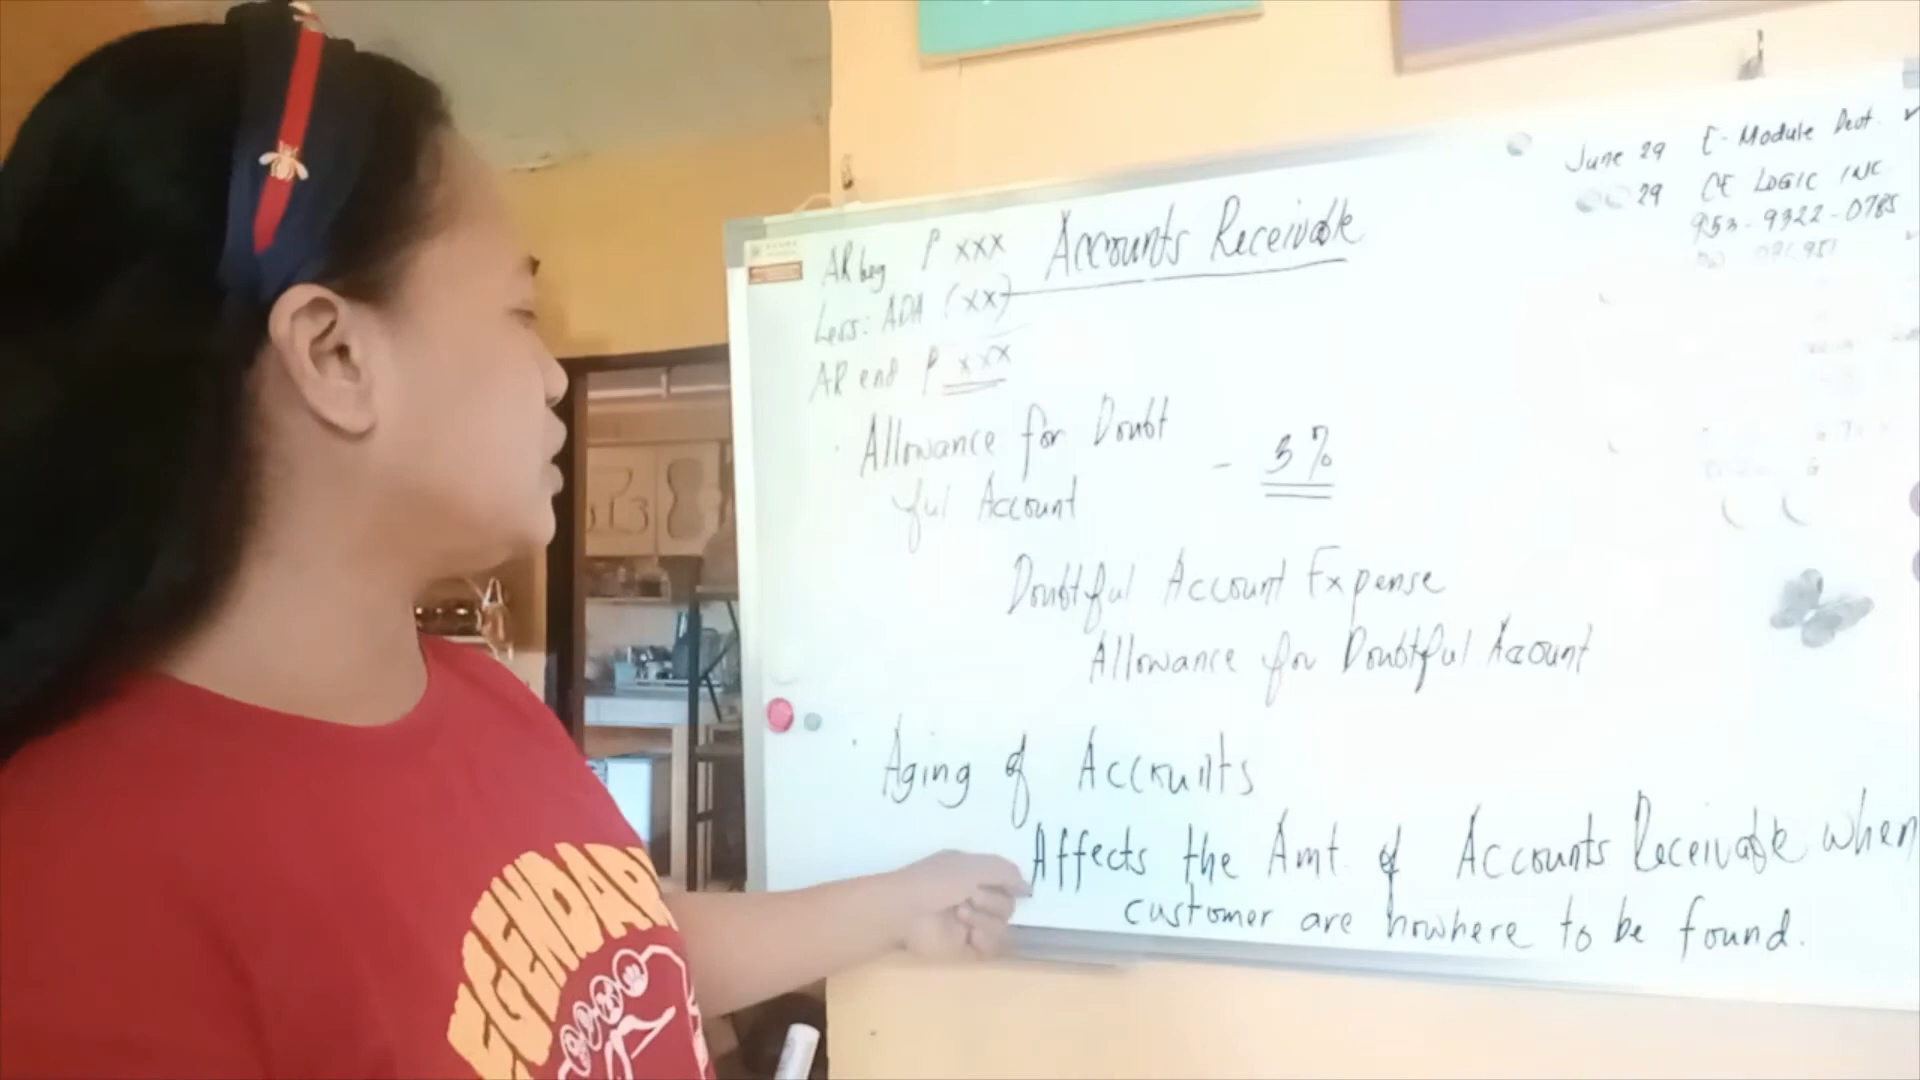 Accounts Receivable
AR beg P xxx
Less: ADA (xx)
AR end P xxx
· Allowance for Doubt
ful Account
- 3%
Doubtful Account Expense
Allowance for Doubtful Account
· Aging of Accounts
Affects the Amt. of Accounts Receivable when
customer are nowhere to be found.
June 29 E-Module Dept. ✓
29 CE LOGIC INC
953-9322-0785
EGENDAR